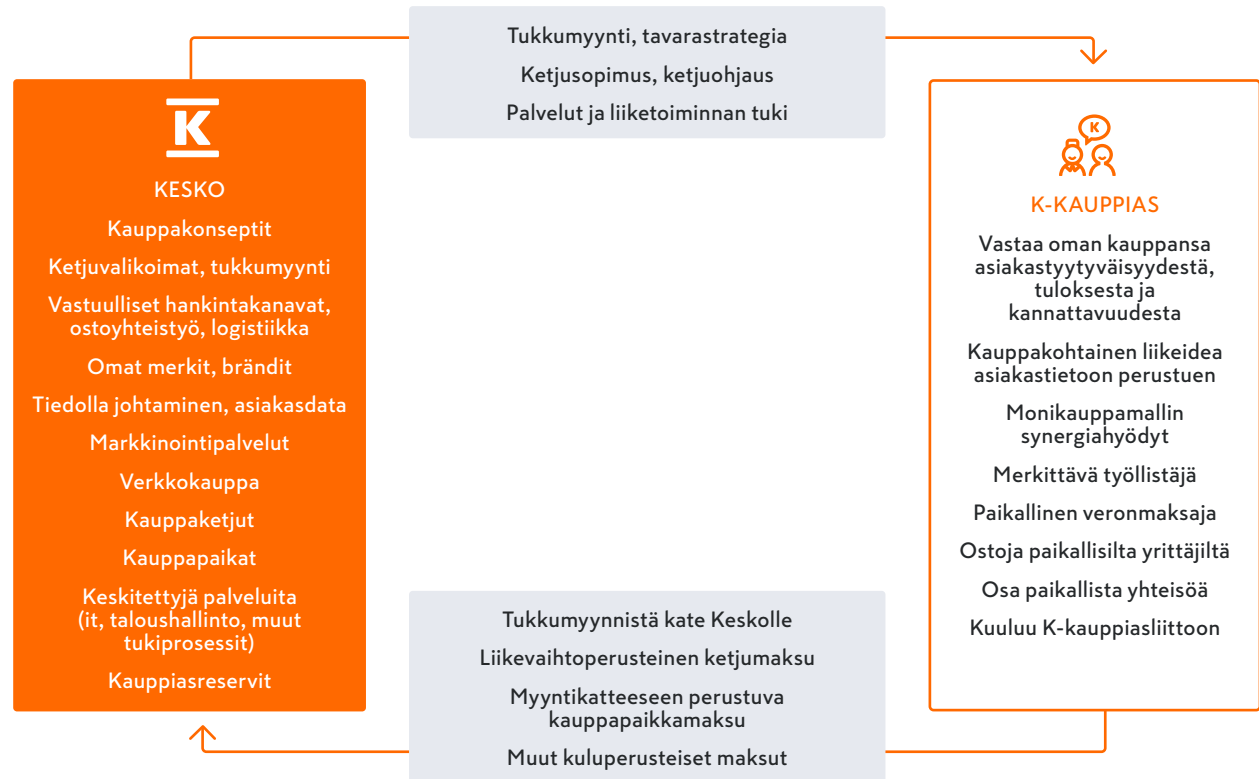 Tukkumyynti, tavarastrategia
Ketjusopimus, ketjuohjaus
Palvelut ja liiketoiminnan tuki
K
KESKO
Kauppakonseptit
Ketjuvalikoimat, tukkumyynti
Vastuulliset hankintakanavat,
ostoyhteistyö, logistiikka
Omat merkit, brändit
Tiedolla johtaminen, asiakasdata
Markkinointipalvelut
Verkkokauppa
Kauppaketjut
Kauppapaikat
Keskitettyjä palveluita
(it, taloushallinto, muut
tukiprosessit)
Kauppiasreservit
K
K-KAUPPIAS
Vastaa oman kauppansa
asiakastyytyväisyydestä,
tuloksesta ja
kannattavuudesta
Kauppakohtainen liikeidea
asiakastietoon perustuen
Monikauppamallin
synergiahyödyt
Merkittävä työllistäjä
Paikallinen veronmaksaja
Ostoja paikallisilta yrittäjiltä
Osa paikallista yhteisöä
Kuuluu K-kauppiasliittoon
Tukkumyynnistä kate Keskolle
Liikevaihtoperusteinen ketjumaksu
Myyntikatteeseen perustuva
kauppapaikkamaksu
Muut kuluperusteiset maksut